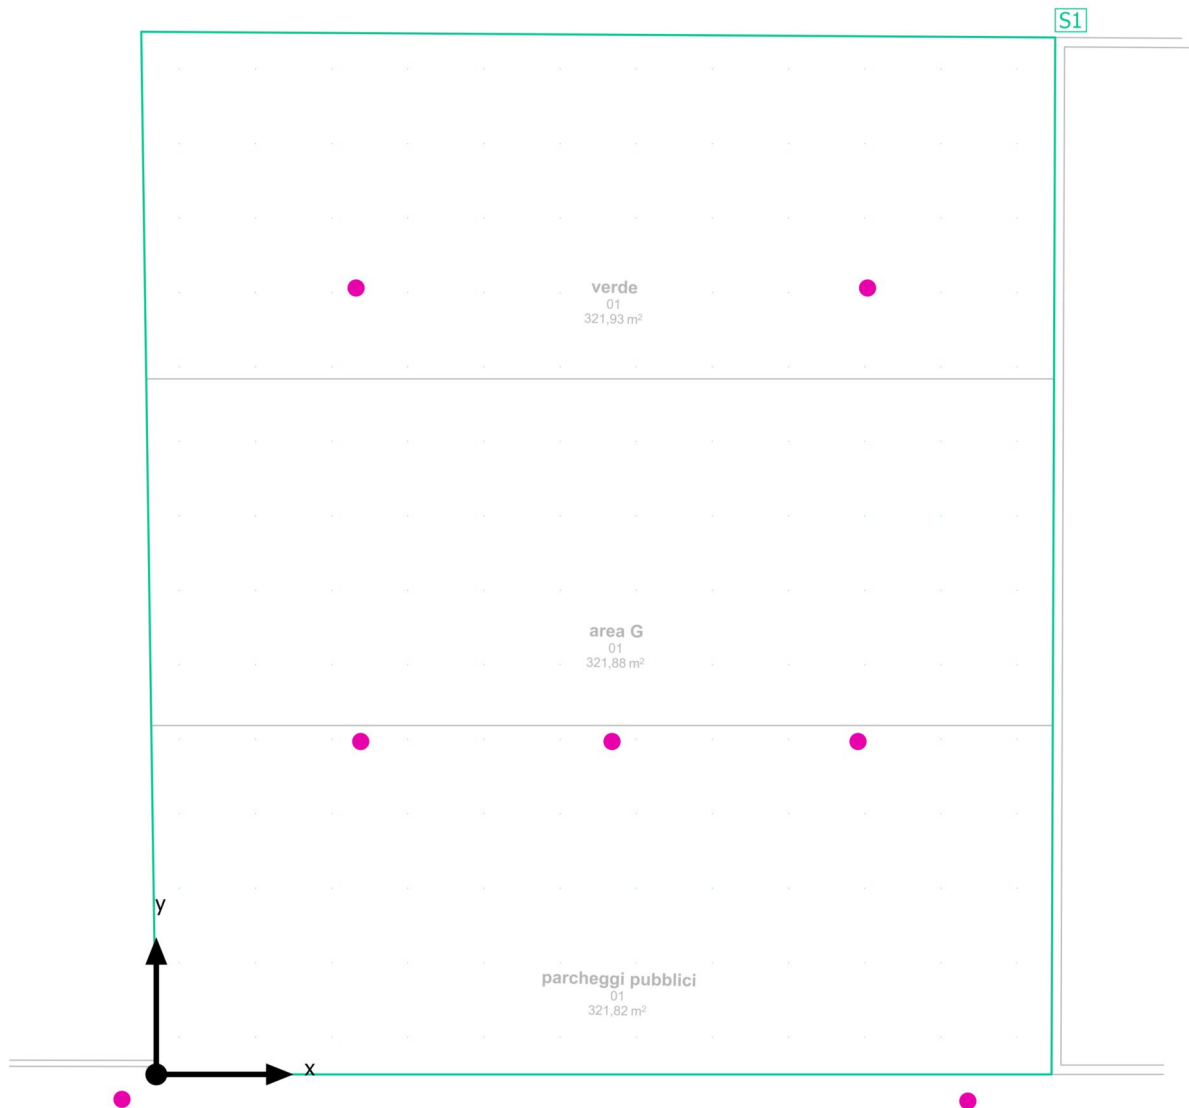 S1
verde
01
321,93 m²
area G
01
321,88 m²
parcheggi pubblici
01
321,82 m²
y
x